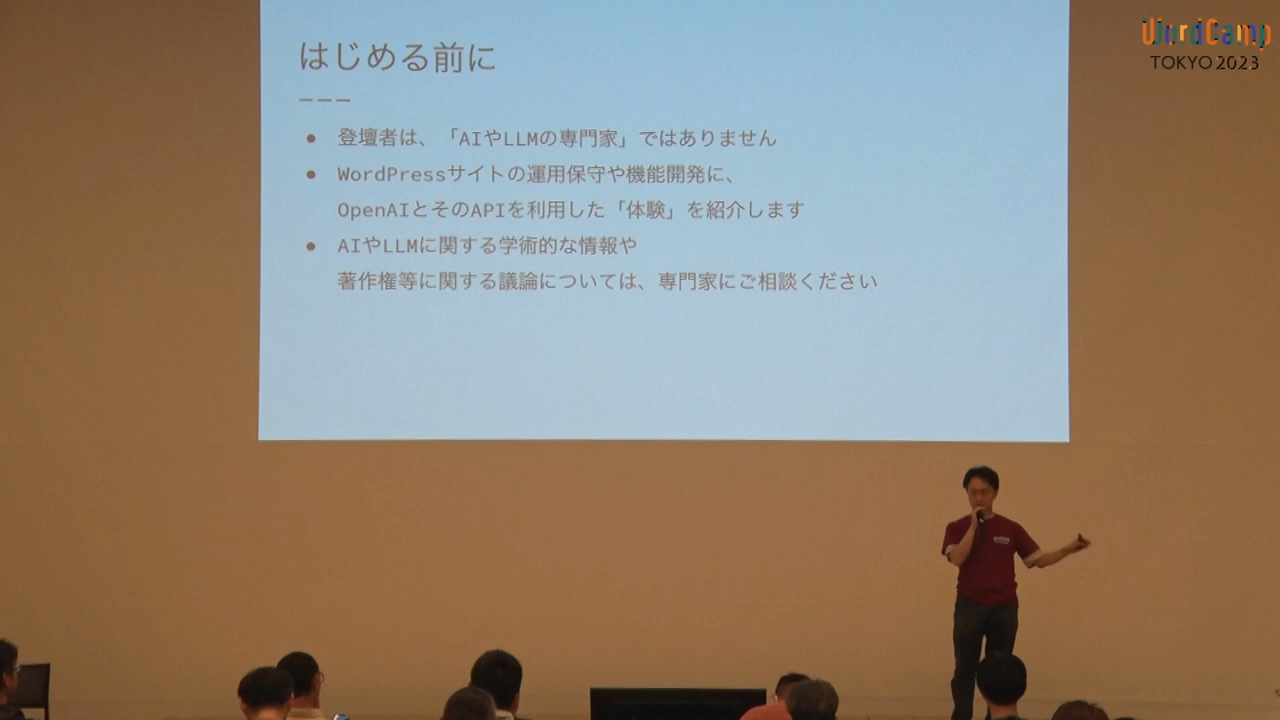 はじめる前に
---
● 登壇者は、「AIやLLMの専門家」ではありません
● WordPressサイトの運用保守や機能開発に、
OpenAIとそのAPIを利用した「体験」を紹介します
● AIやLLMに関する学術的な情報や
著作権等に関する議論については、専門家にご相談ください
WordCamp
TOKYO 2023